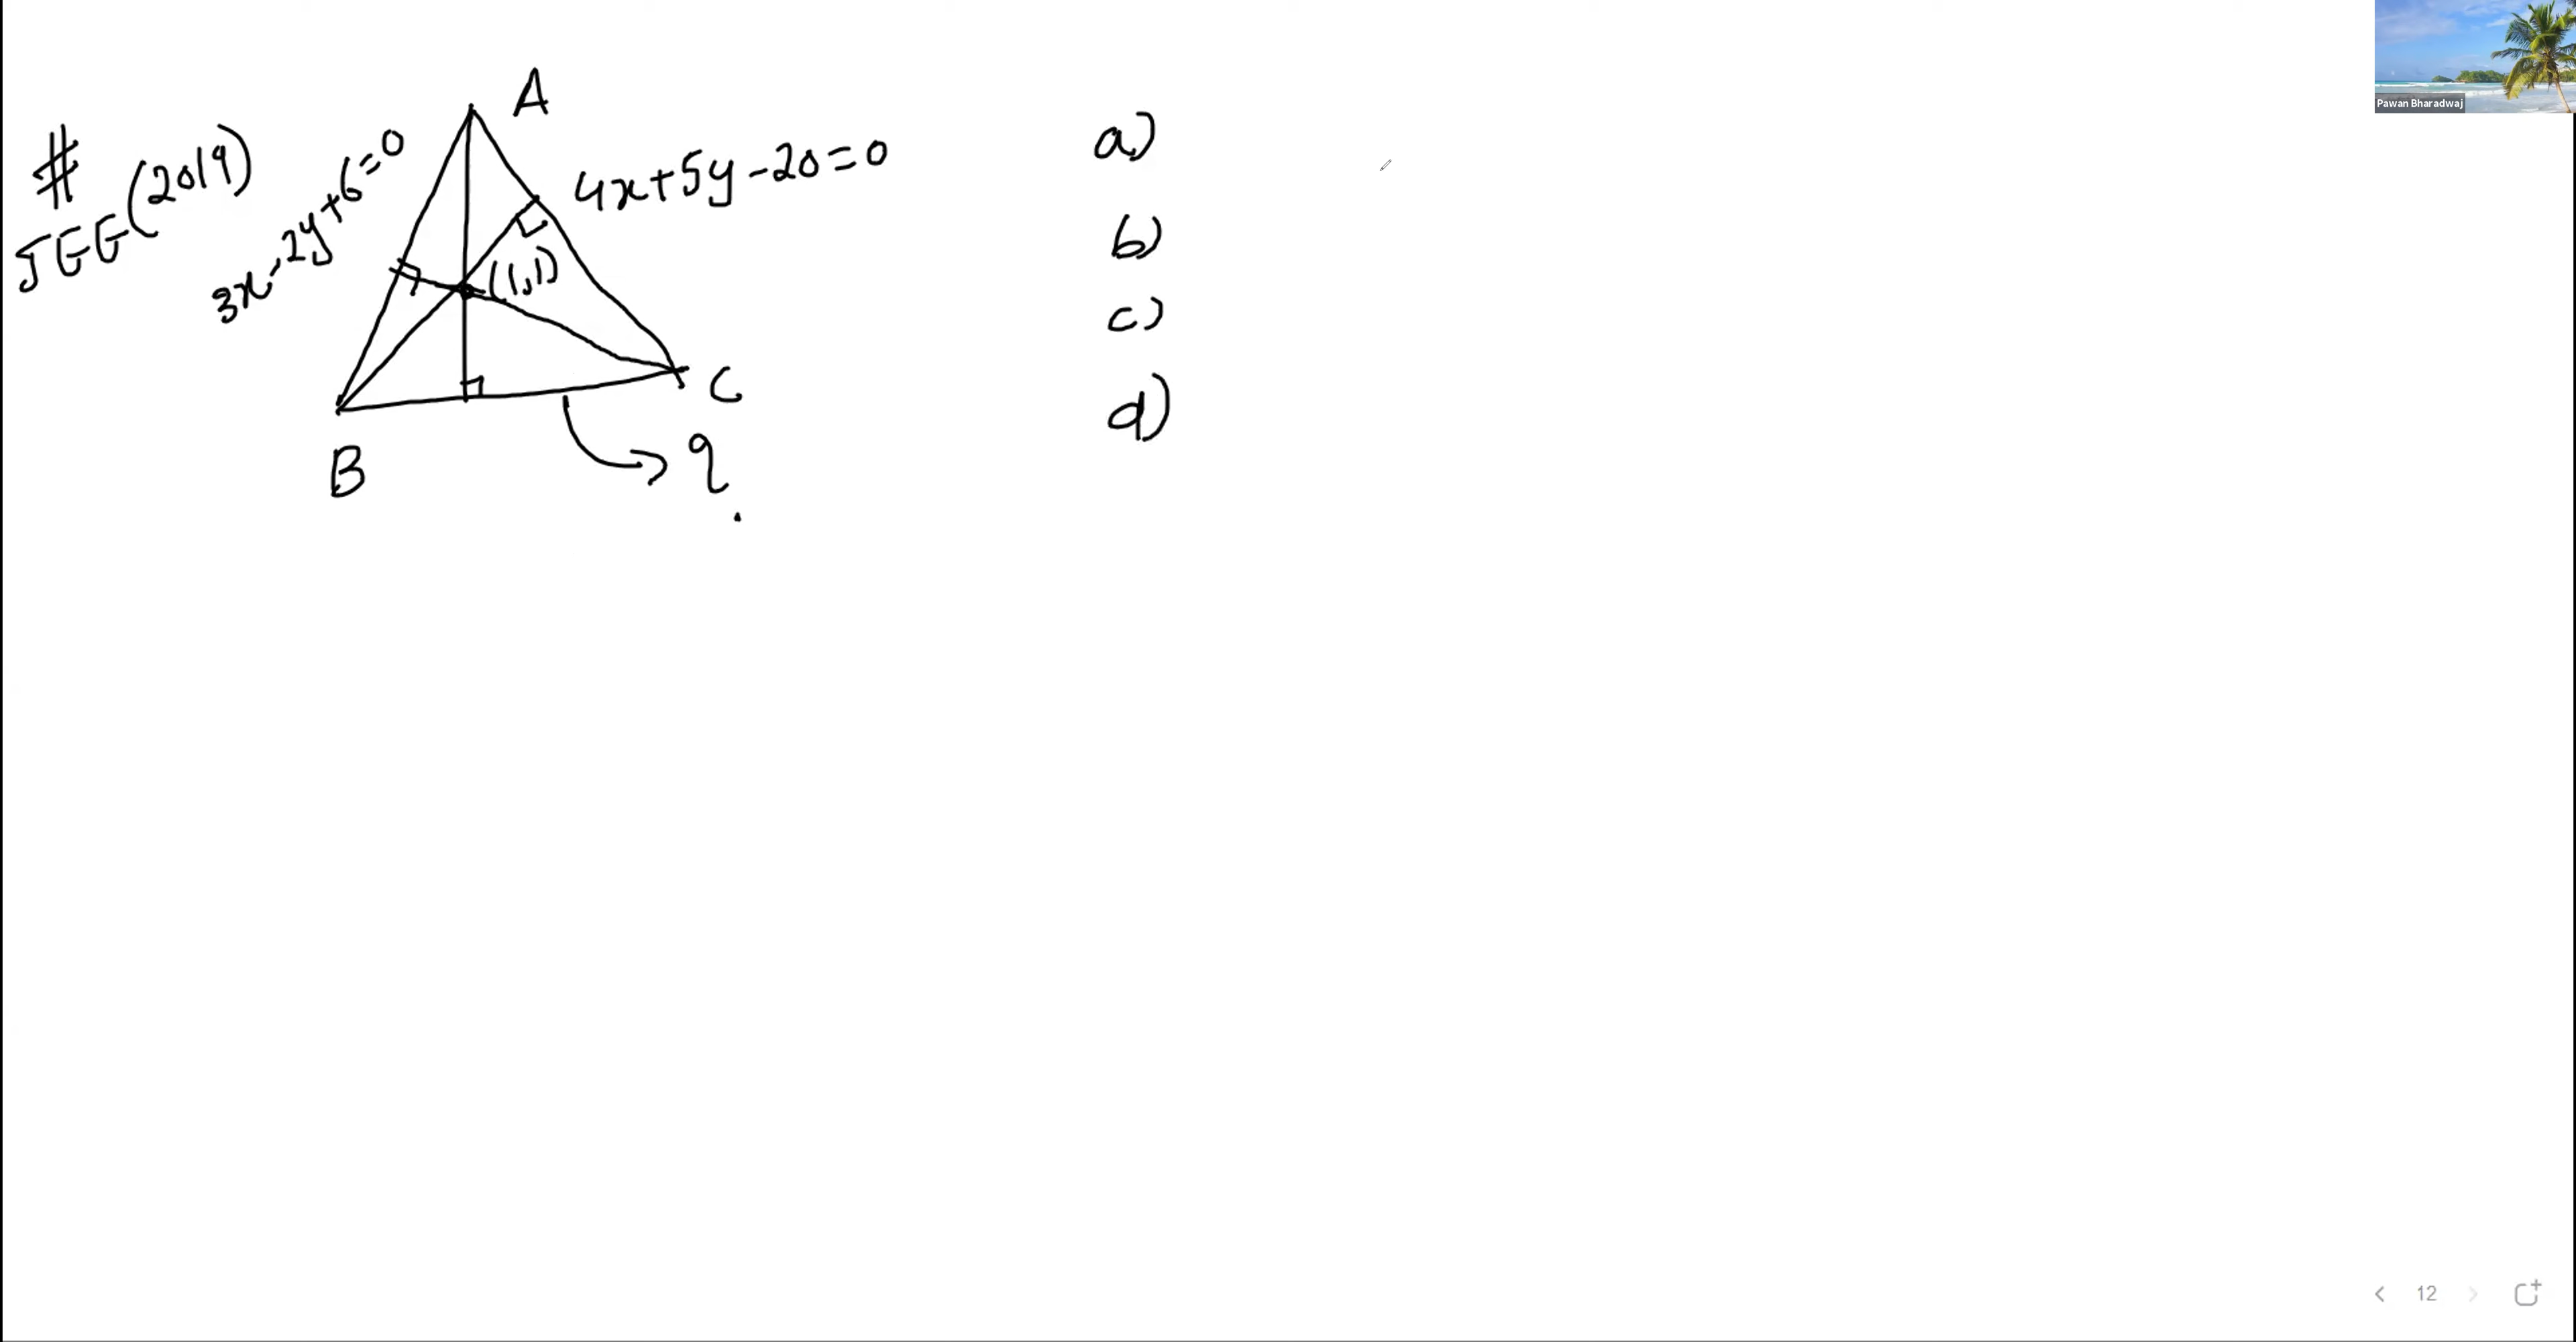 #
JEE (2019)
A
3x-2y+6=0
4x+5y-20=0
(1,1)
B
C
a)
b)
c)
d)
Pawan Bharadwaj
12